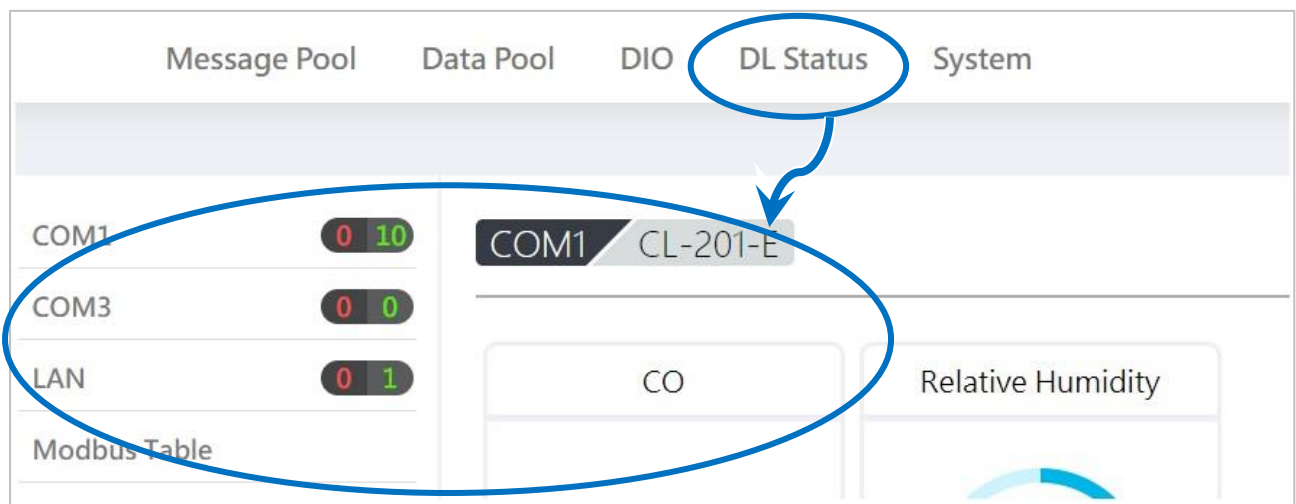 Message Pool Data Pool DIO DL Status System
COM1 0 10
COM3 0 0
LAN 0 1
Modbus Table
COM1 CL-201-E
CO
Relative Humidity